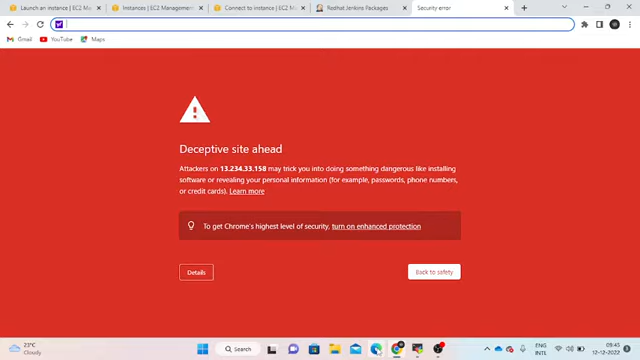 Launch an instance | EC2 Ma
Instances | EC2 Managemen
Connect to instance | EC2 M
Redhat Jenkins Packages
Security error
Gmail
YouTube
Maps
Deceptive site ahead
Attackers on 13.234.33.158 may trick you into doing something dangerous like installing
software or revealing your personal information (for example, passwords, phone numbers,
or credit cards). Learn more
To get Chrome's highest level of security, turn on enhanced protection
Details
Back to safety
23°C
Cloudy
Search
ENG
INTL
09:45
12-12-2022